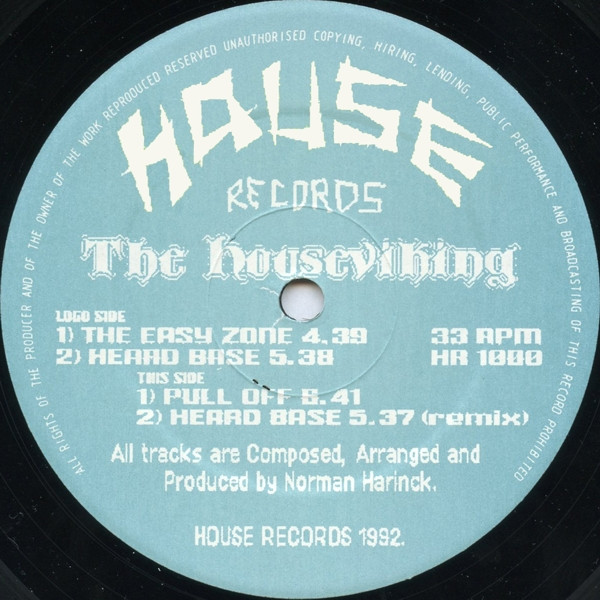 ALL RIGHTS OF THE PRODUCER AND OF THE OWNER OF THE WORK REPRODUCED RESERVED UNAUTHORISED COPYING, HIRING, LENDING, PUBLIC PERFORMANCE AND BROADCASTING OF THIS RECORD PROHIBITED
HOUSE
RECORDS
The Houseviking
LOGO SIDE
1) THE EASY ZONE 4.39 33 RPM
2) HEARD BASE 5.38 HR 1000
THIS SIDE
1) PULL OFF 8.41
2) HEARD BASE 5.37 (remix)
All tracks are Composed, Arranged and
Produced by Norman Harinck.
HOUSE RECORDS 1992.